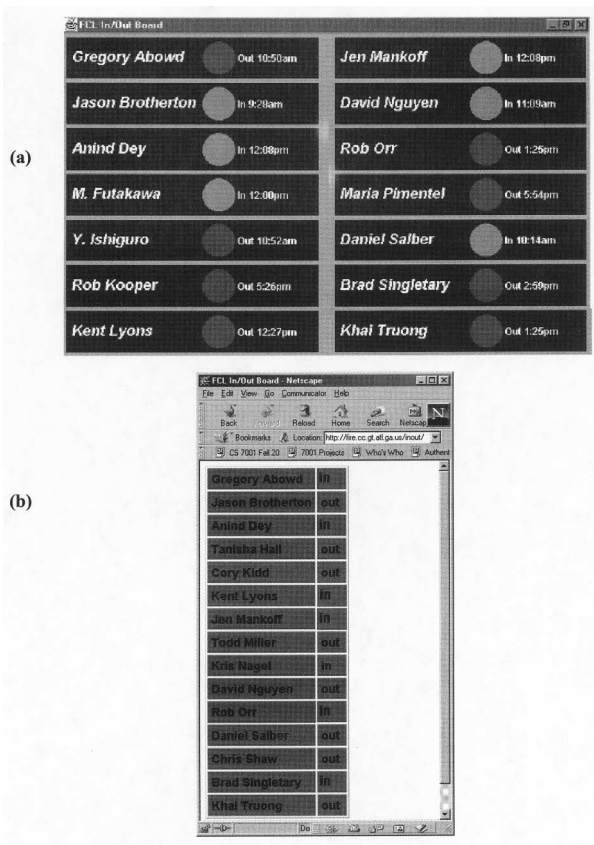 FCL In/Out Board
Gregory Abowd Out 10:50am
Jen Mankoff In 12:08pm
Jason Brotherton In 9:28am
David Nguyen In 11:09am
(a)
Anind Dey In 12:08pm
Rob Orr Out 1:25pm
M. Futakawa In 12:00pm
Maria Pimentel Out 5:54pm
Y. Ishiguro Out 10:52am
Daniel Salber In 10:14am
Rob Kooper Out 5:26pm
Brad Singletary Out 2:59pm
Kent Lyons Out 12:27pm
Khai Truong Out 1:25pm
FCL In/Out Board - Netscape
File Edit View Go Communicator Help
Back Forward Reload Home Search Netscap N
Bookmarks Location: http://fire.cc.gt.atl.ga.us/inout/
CS 7001 Fall 20 7001 Projects Who's Who Authent
Gregory Abowd in
(b)
Jason Brotherton out
Anind Dey in
Tanisha Hall out
Cory Kidd out
Kent Lyons in
Jen Mankoff in
Todd Miller out
Kris Nagel in
David Nguyen out
Rob Orr in
Daniel Salber out
Chris Shaw out
Brad Singletary in
Khai Truong out
Do